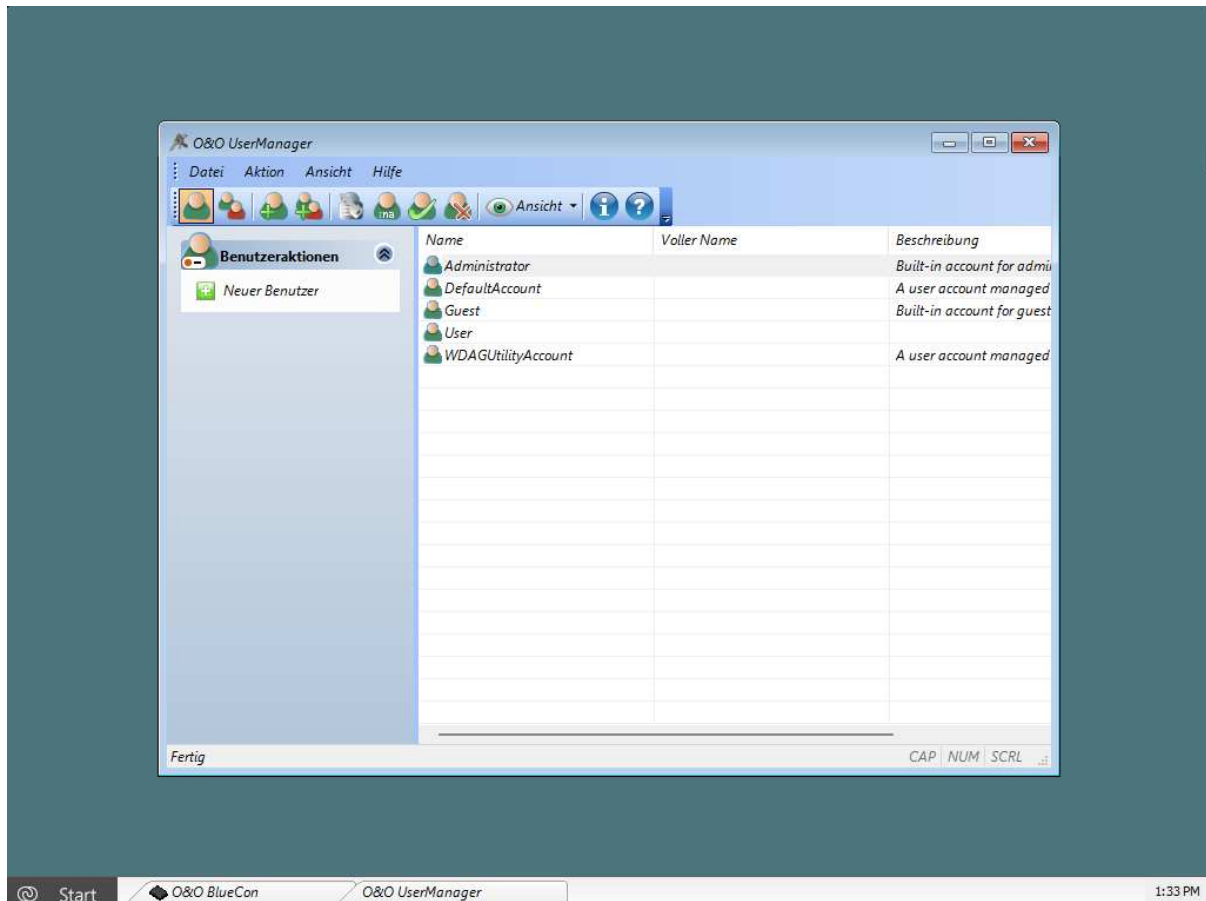 O&O UserManager
Datei Aktion Ansicht Hilfe
ma Ansicht
Benutzeraktionen
Neuer Benutzer
Name Voller Name Beschreibung
Administrator Built-in account for admi
DefaultAccount A user account managed
Guest Built-in account for guest
User
WDAGUtilityAccount A user account managed
Fertig CAP NUM SCRL
Start O&O BlueCon O&O UserManager 1:33 PM